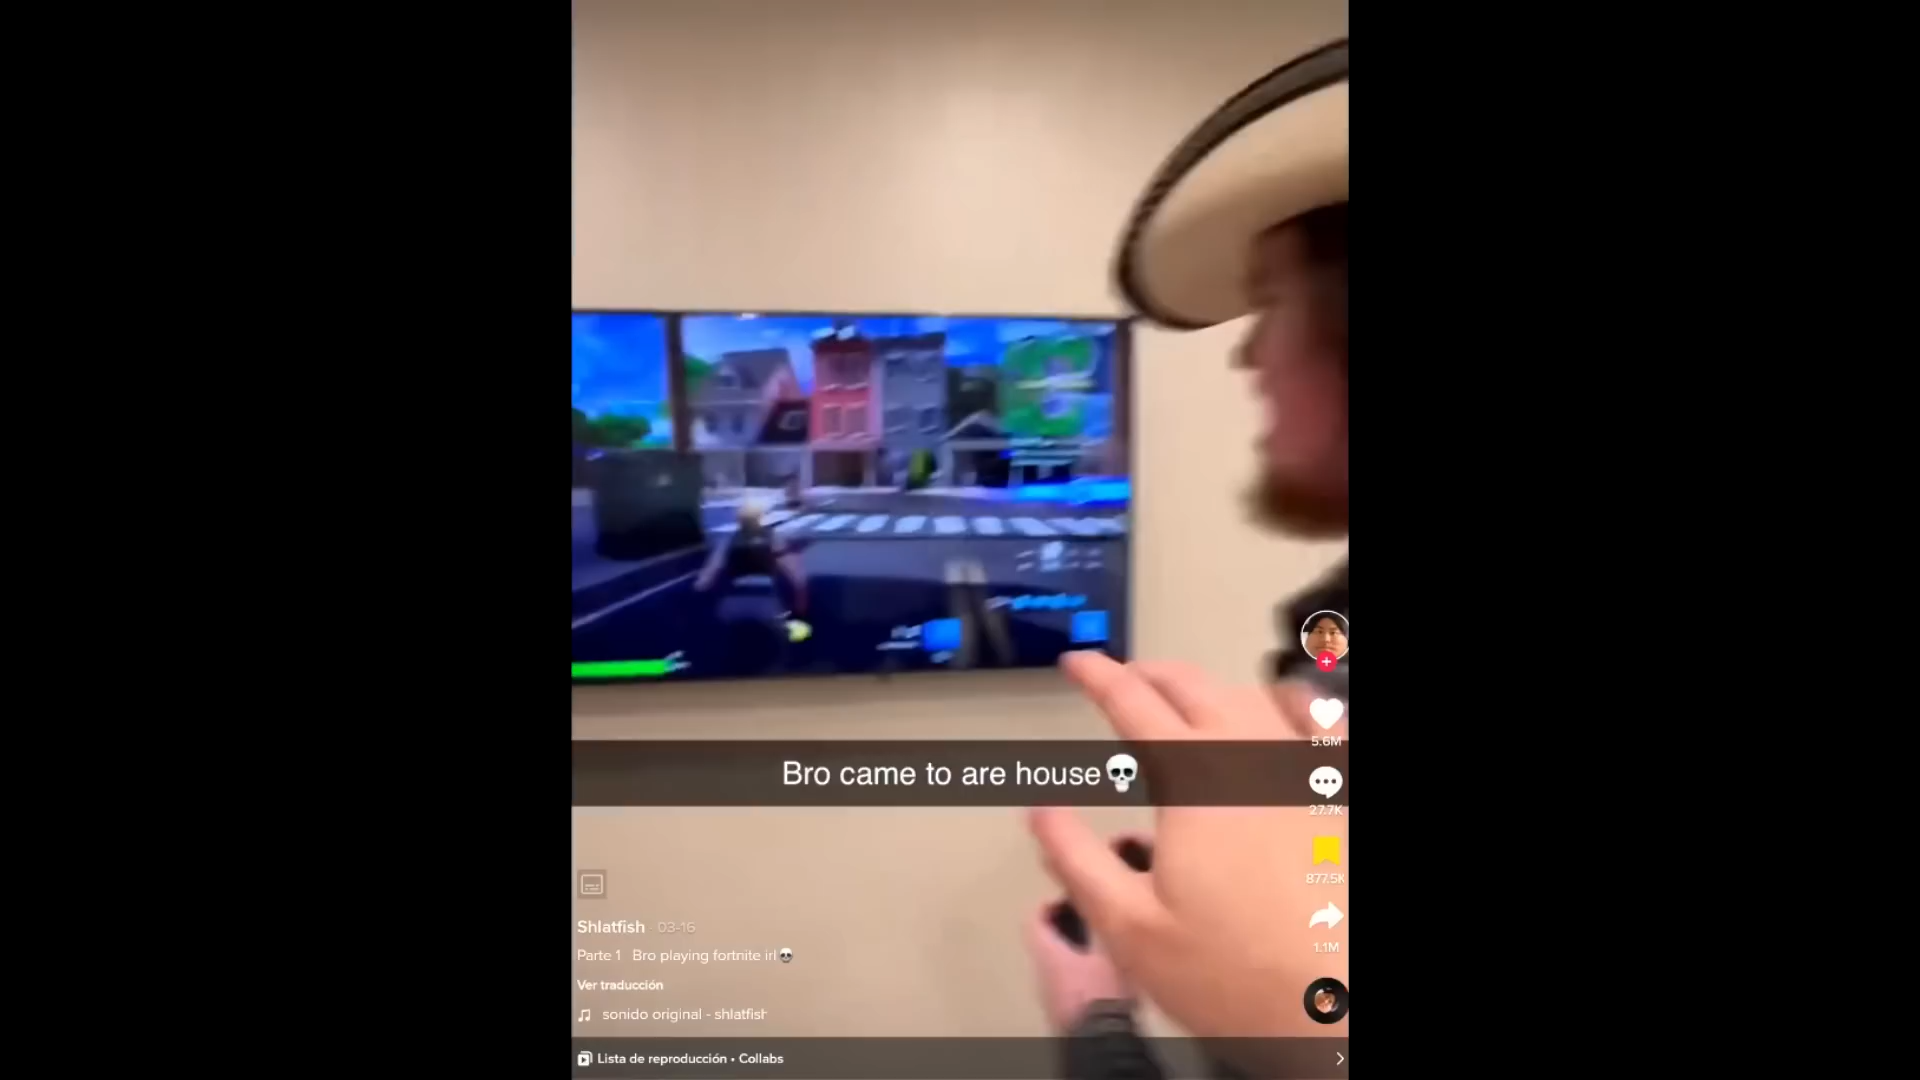 Bro came to are house💀
5.6M
27.7K
877.5K
1.1M
Shlatfish · 03-16
Parte 1 Bro playing fortnite irl💀
Ver traducción
sonido original - shlatfish
Lista de reproducción • Collabs